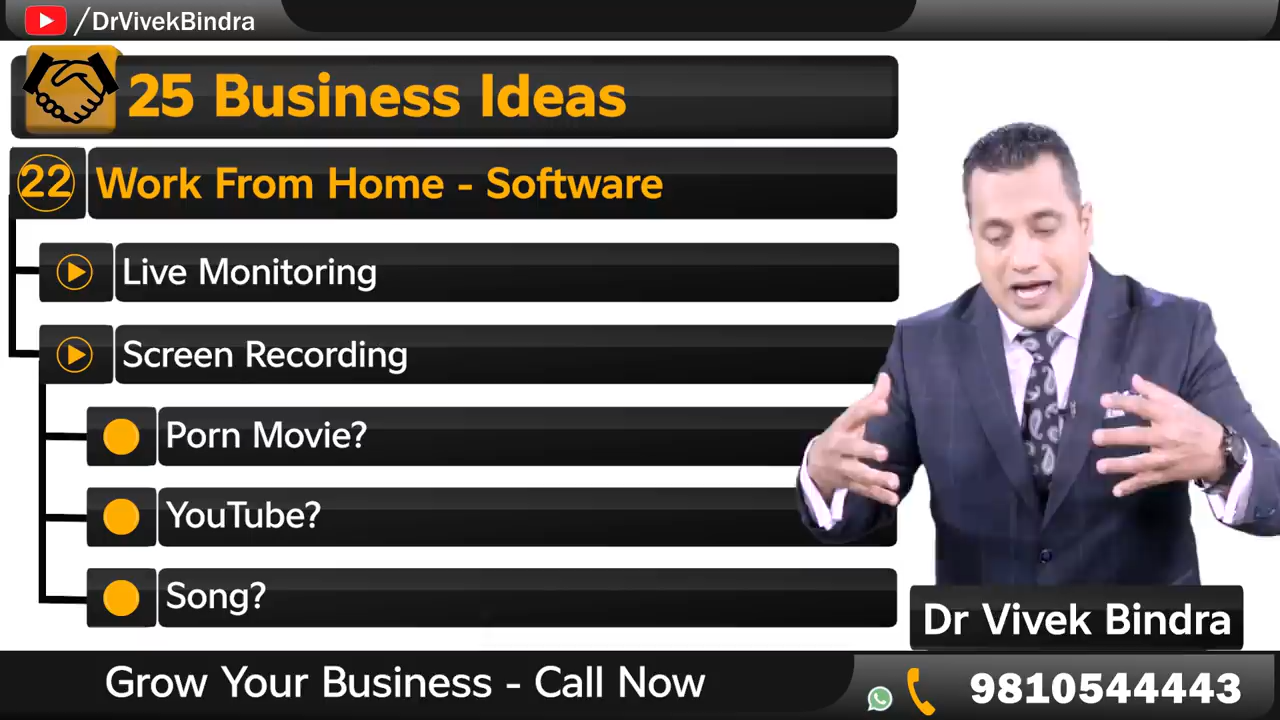 /DrVivekBindra
25 Business Ideas
22 Work From Home - Software
Live Monitoring
Screen Recording
Porn Movie?
YouTube?
Song?
Dr Vivek Bindra
Grow Your Business - Call Now
9810544443